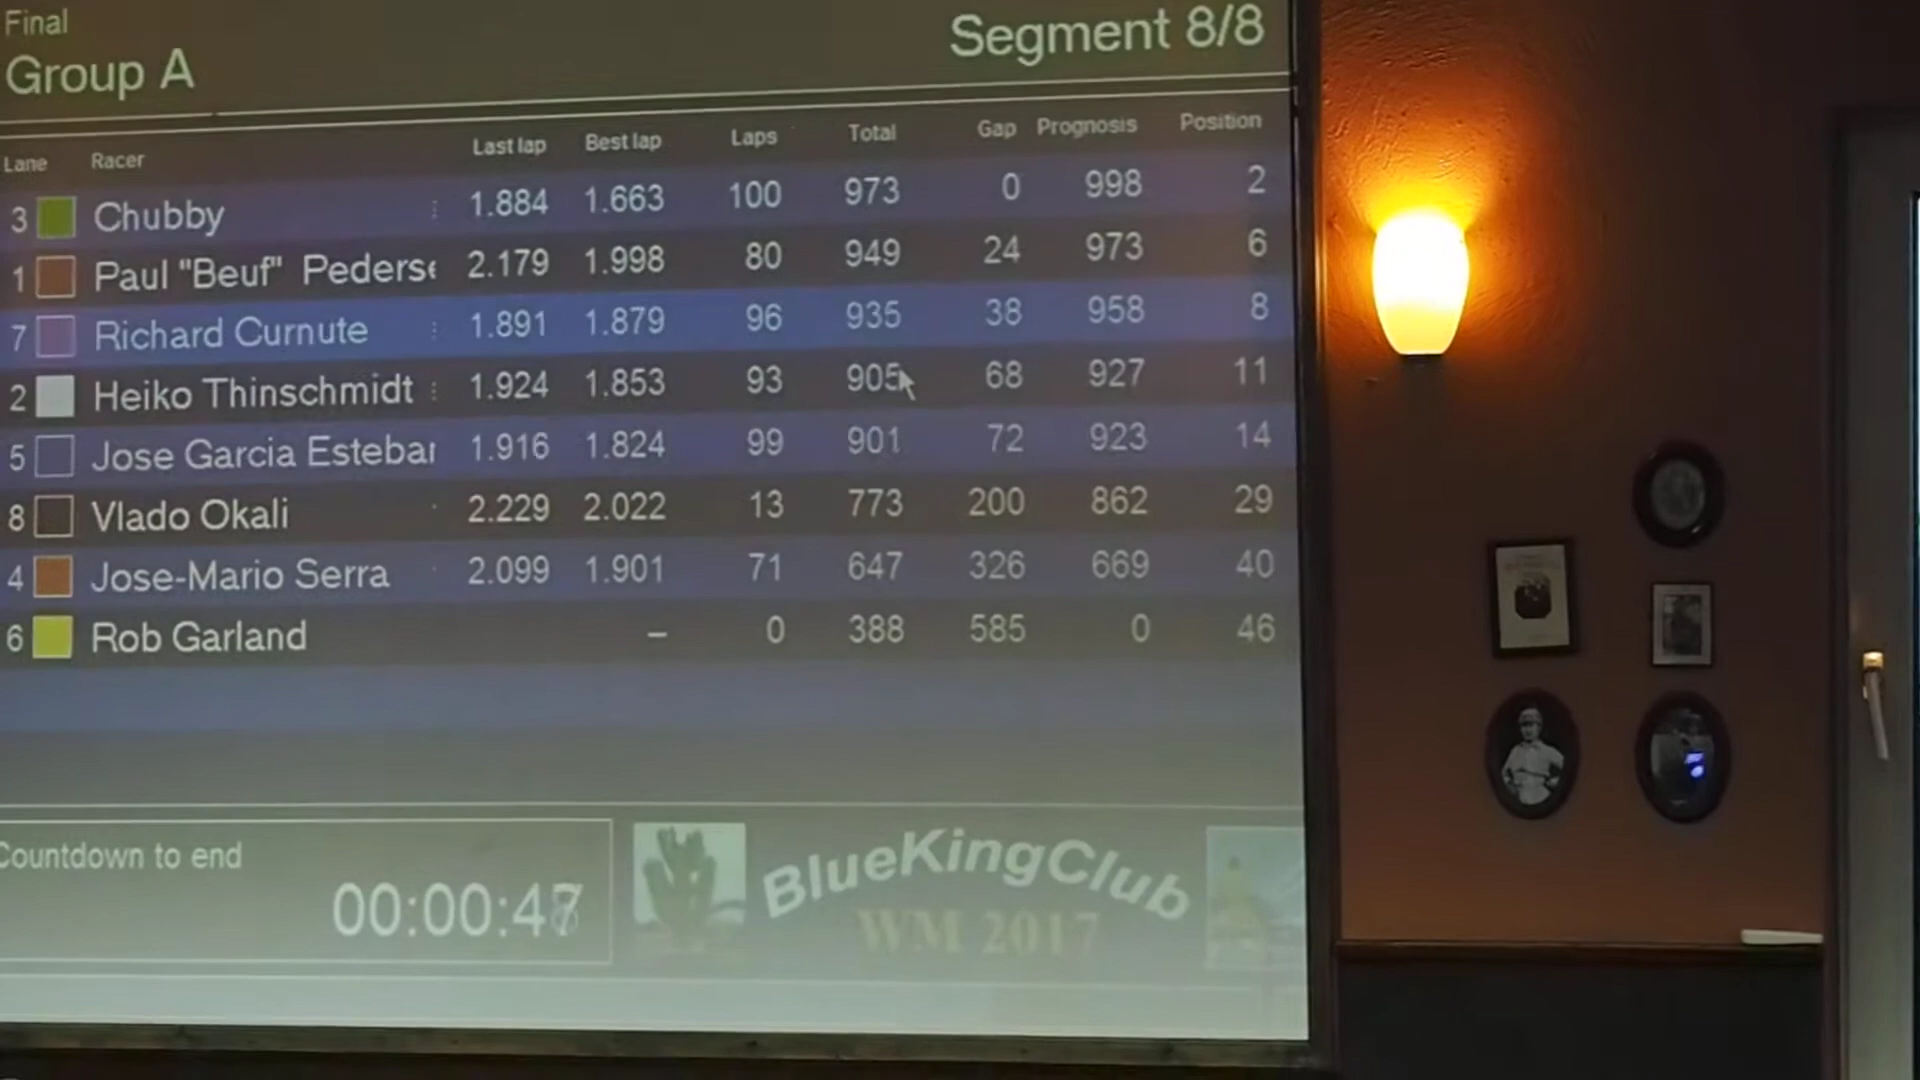 Final
Group A
Segment 8/8
Lane Racer Last lap Best lap Laps Total Gap Prognosis Position
3 Chubby 1.884 1.663 100 973 0 998 2
1 Paul "Beuf" Peders 2.179 1.998 80 949 24 973 6
7 Richard Curnute 1.891 1.879 96 935 38 958 8
2 Heiko Thinschmidt 1.924 1.853 93 905 68 927 11
5 Jose Garcia Esteba 1.916 1.824 99 901 72 923 14
8 Vlado Okali 2.229 2.022 13 773 200 862 29
4 Jose-Mario Serra 2.099 1.901 71 647 326 669 40
6 Rob Garland – 0 388 585 0 46
Countdown to end
00:00:47
BlueKingClub
WM 2017